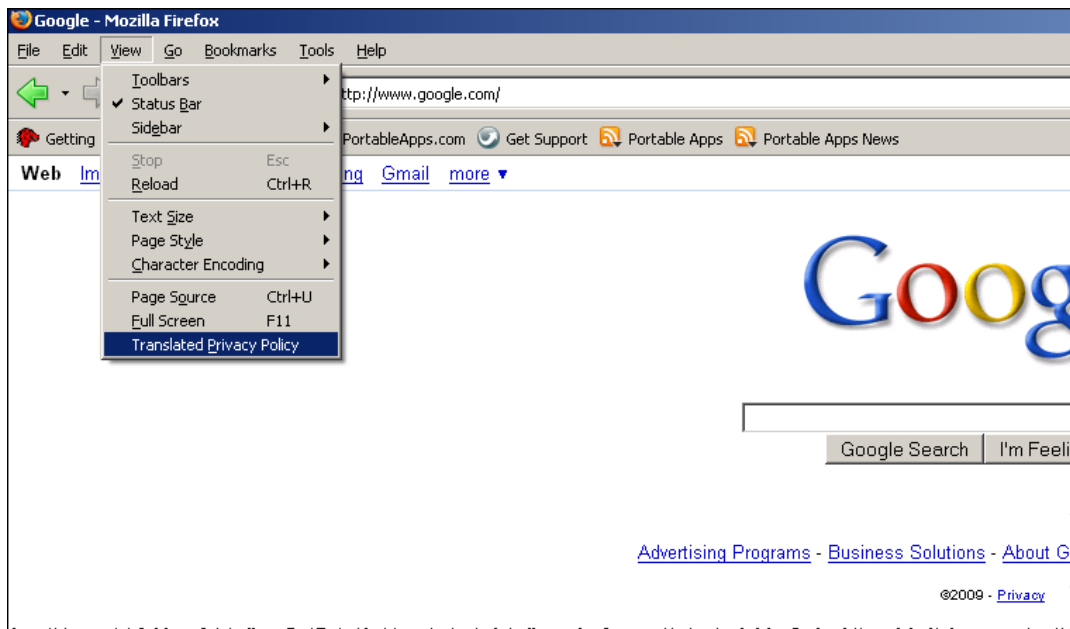 Google - Mozilla Firefox
File Edit View Go Bookmarks Tools Help
Toolbars
Status Bar
Sidebar
Stop Esc
Reload Ctrl+R
Text Size
Page Style
Character Encoding
Page Source Ctrl+U
Full Screen F11
Translated Privacy Policy
ttp://www.google.com/
Getting PortableApps.com Get Support Portable Apps Portable Apps News
Web Im ng Gmail more ▼
Goog
Google Search I'm Feeli
Advertising Programs - Business Solutions - About G
©2009 - Privacy